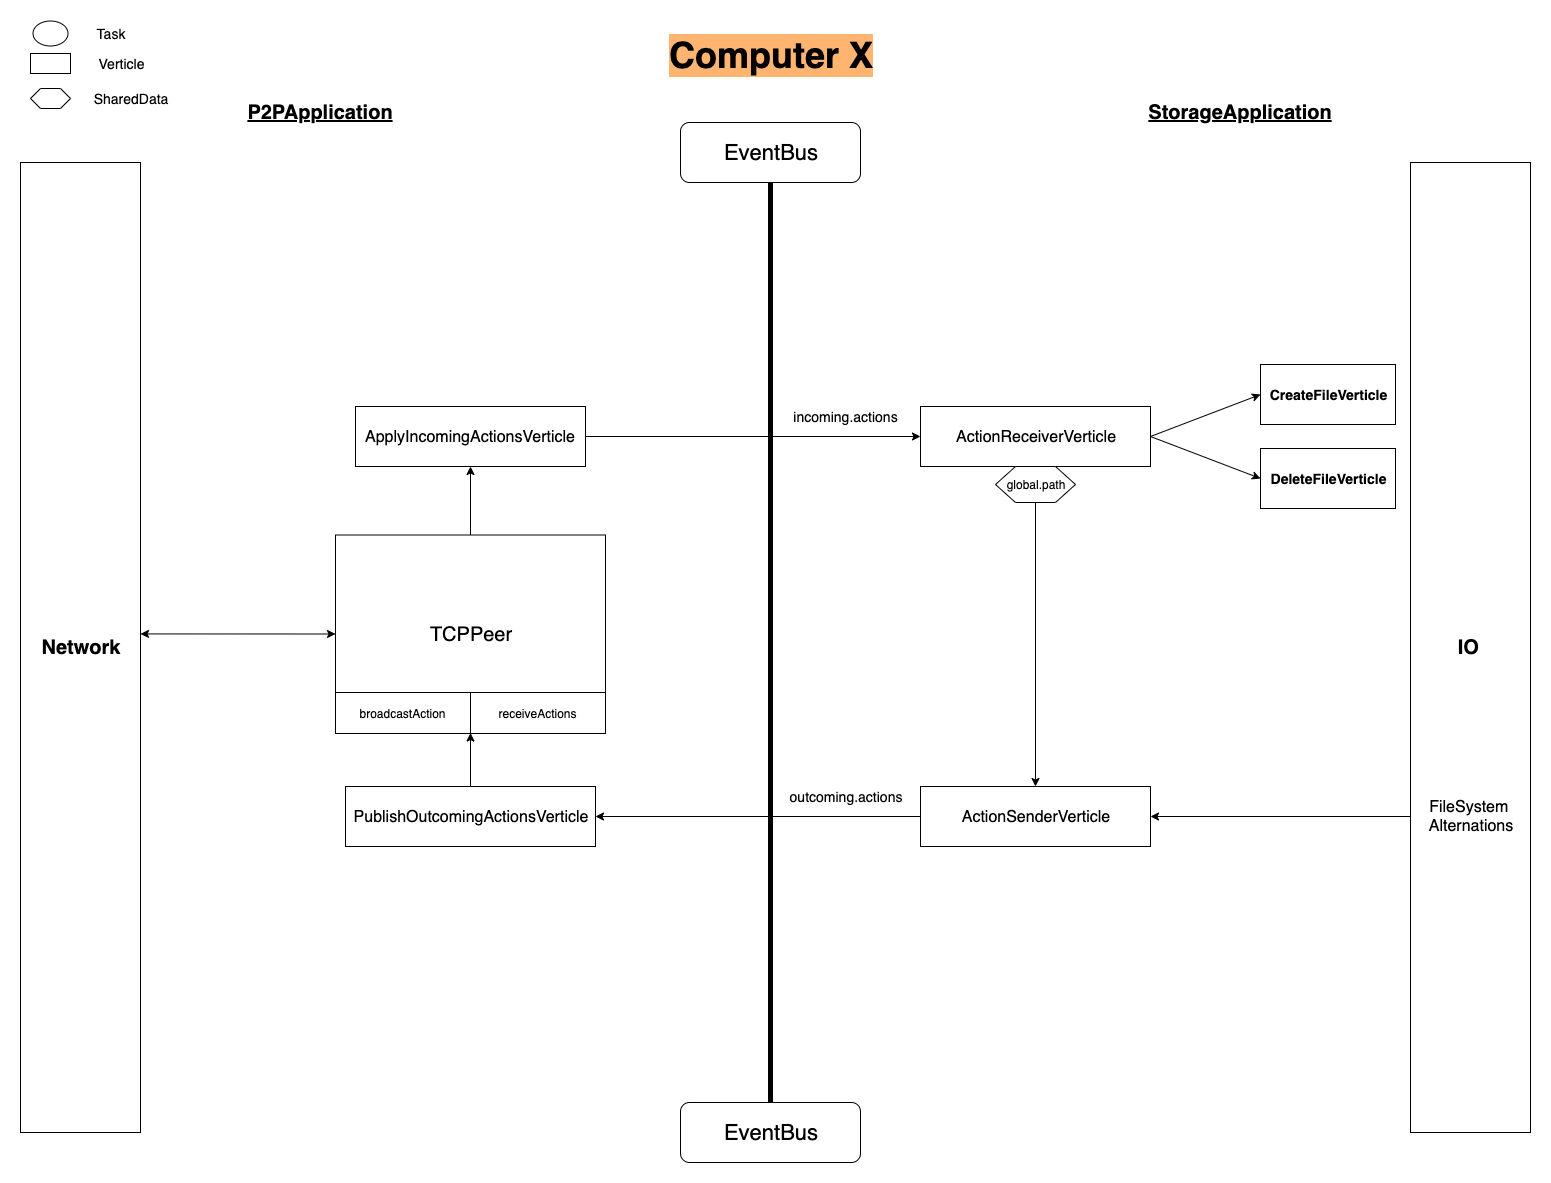 Task
Verticle
SharedData
Computer X
P2PApplication
StorageApplication
EventBus
CreateFileVerticle
incoming.actions
ApplyIncomingActionsVerticle
ActionReceiverVerticle
DeleteFileVerticle
global.path
TCPPeer
Network
IO
broadcastAction
receiveActions
outcoming.actions
PublishOutcomingActionsVerticle
ActionSenderVerticle
FileSystem
Alternations
EventBus